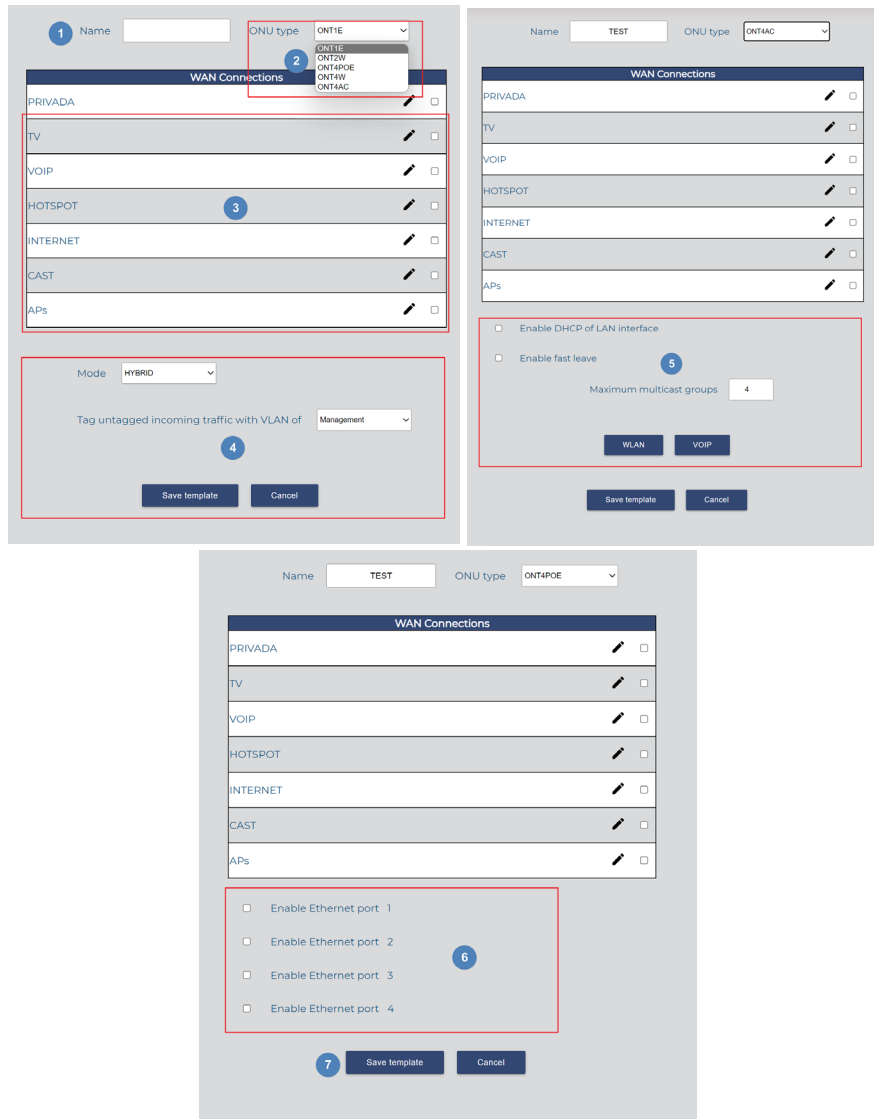 1 Name ONU type ONT1E
ONT1E
2 ONT2W
ONT4POE
ONT4W
ONT4AC
WAN Connections
PRIVADA
TV
VOIP
HOTSPOT 3
INTERNET
CAST
APs
Mode HYBRID
Tag untagged incoming traffic with VLAN of Management
4
Save template Cancel
Name TEST ONU type ONT4AC
WAN Connections
PRIVADA
TV
VOIP
HOTSPOT
INTERNET
CAST
APs
Enable DHCP of LAN interface
Enable fast leave 5
Maximum multicast groups 4
WLAN VOIP
Save template Cancel
Name TEST ONU type ONT4POE
WAN Connections
PRIVADA
TV
VOIP
HOTSPOT
INTERNET
CAST
APs
Enable Ethernet port 1
Enable Ethernet port 2
6
Enable Ethernet port 3
Enable Ethernet port 4
7 Save template Cancel